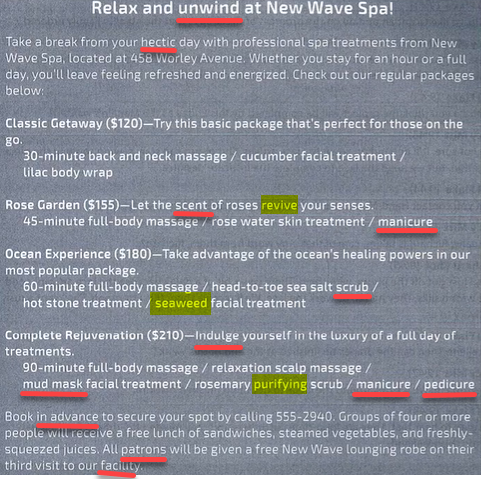 Relax and unwind at New Wave Spa!
Take a break from your hectic day with professional spa treatments from New
Wave Spa, located at 458 Worley Avenue. Whether you stay for an hour or a full
day, you'll leave feeling refreshed and energized. Check out our regular packages
below:
Classic Getaway ($120)—Try this basic package that's perfect for those on the
go.
30-minute back and neck massage / cucumber facial treatment /
lilac body wrap
Rose Garden ($155)—Let the scent of roses revive your senses.
45-minute full-body massage / rose water skin treatment / manicure
Ocean Experience ($180)—Take advantage of the ocean's healing powers in our
most popular package.
60-minute full-body massage / head-to-toe sea salt scrub /
hot stone treatment / seaweed facial treatment
Complete Rejuvenation ($210)—Indulge yourself in the luxury of a full day of
treatments.
90-minute full-body massage / relaxation scalp massage /
mud mask facial treatment / rosemary purifying scrub / manicure / pedicure
Book in advance to secure your spot by calling 555-2940. Groups of four or more
people will receive a free lunch of sandwiches, steamed vegetables, and freshly-
squeezed juices. All patrons will be given a free New Wave lounging robe on their
third visit to our facility.